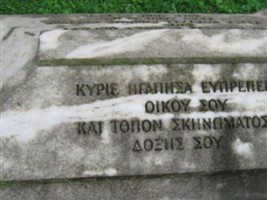 ΚΥΡΙΕ ΗΓΑΠΗΣΑ ΕΥΠΡΕΠΕΙ
ΟΙΚΟΥ ΣΟΥ
ΚΑΙ ΤΟΠΟΝ ΣΚΗΝΩΜΑΤΟΣ
ΔΟΞΗΣ ΣΟΥ